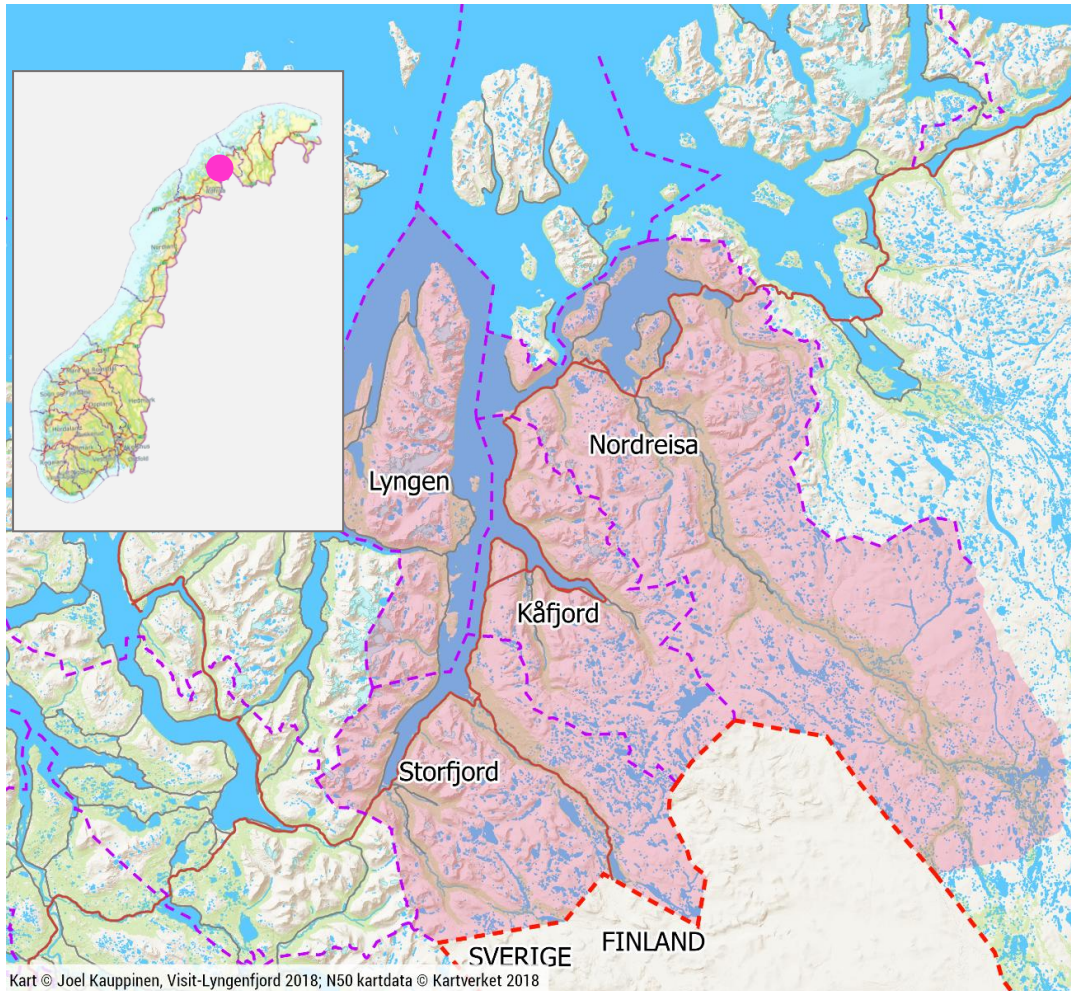 Nordreisa
Lyngen
Kåfjord
Storfjord
FINLAND
SVERIGE
Kart © Joel Kauppinen, Visit-Lyngenfjord 2018; N50 kartdata © Kartverket 2018